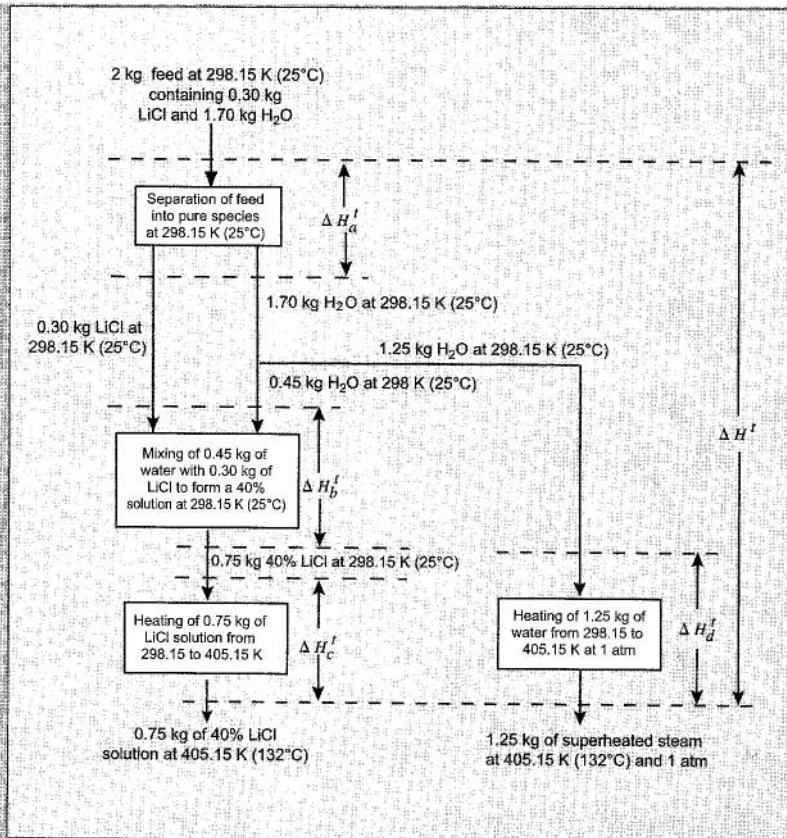 2 kg feed at 298.15 K (25°C)
containing 0.30 kg
LiCl and 1.70 kg H₂O
Separation of feed
into pure species
at 298.15 K (25°C)
Δ Hₐᵗ
1.70 kg H₂O at 298.15 K (25°C)
0.30 kg LiCl at
298.15 K (25°C)
1.25 kg H₂O at 298.15 K (25°C)
0.45 kg H₂O at 298 K (25°C)
Δ Hᵗ
Mixing of 0.45 kg of
water with 0.30 kg of
LiCl to form a 40%
solution at 298.15 K (25°C)
Δ H_bᵗ
0.75 kg 40% LiCl at 298.15 K (25°C)
Heating of 0.75 kg of
LiCl solution from
298.15 to 405.15 K
Δ H_cᵗ
Heating of 1.25 kg of
water from 298.15 to
405.15 K at 1 atm
Δ H_dᵗ
0.75 kg of 40% LiCl
solution at 405.15 K (132°C)
1.25 kg of superheated steam
at 405.15 K (132°C) and 1 atm